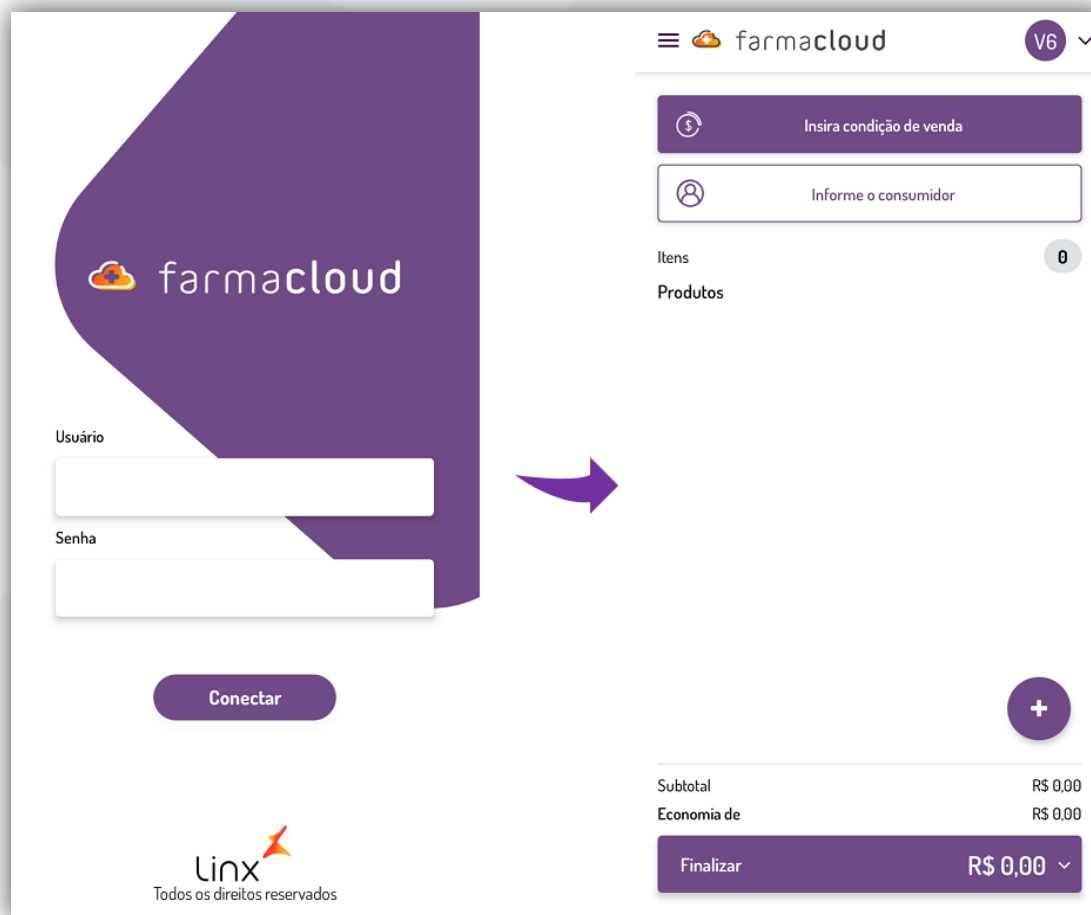 farmacloud
Usuário
Senha
Conectar
Linx
Todos os direitos reservados
farmacloud
V6
Insira condição de venda
Informe o consumidor
Itens
0
Produtos
+
Subtotal
R$ 0,00
Economia de
R$ 0,00
Finalizar
R$ 0,00